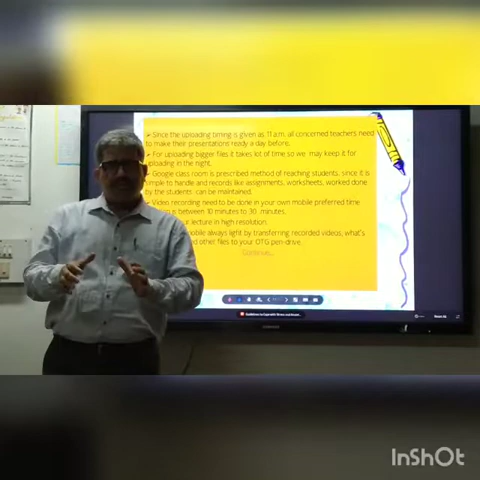 ➤ Since the uploading timing is given as 11 a.m. all concerned teachers need
to make their presentations ready a day before.
➤ For uploading bigger files it takes lot of time so we may keep it for
uploading in the night.
➤ Google class room is prescribed method of reaching students, since it is
simple to handle and records like assignments, worksheets, worked done
by the students can be maintained.
Video recording need to be done in your own mobile preferred time
is between 10 minutes to 30 minutes.
lecture in high resolution.
mobile always light by transferring recorded videos, what's
and other files to your OTG pen-drive.
InShOt